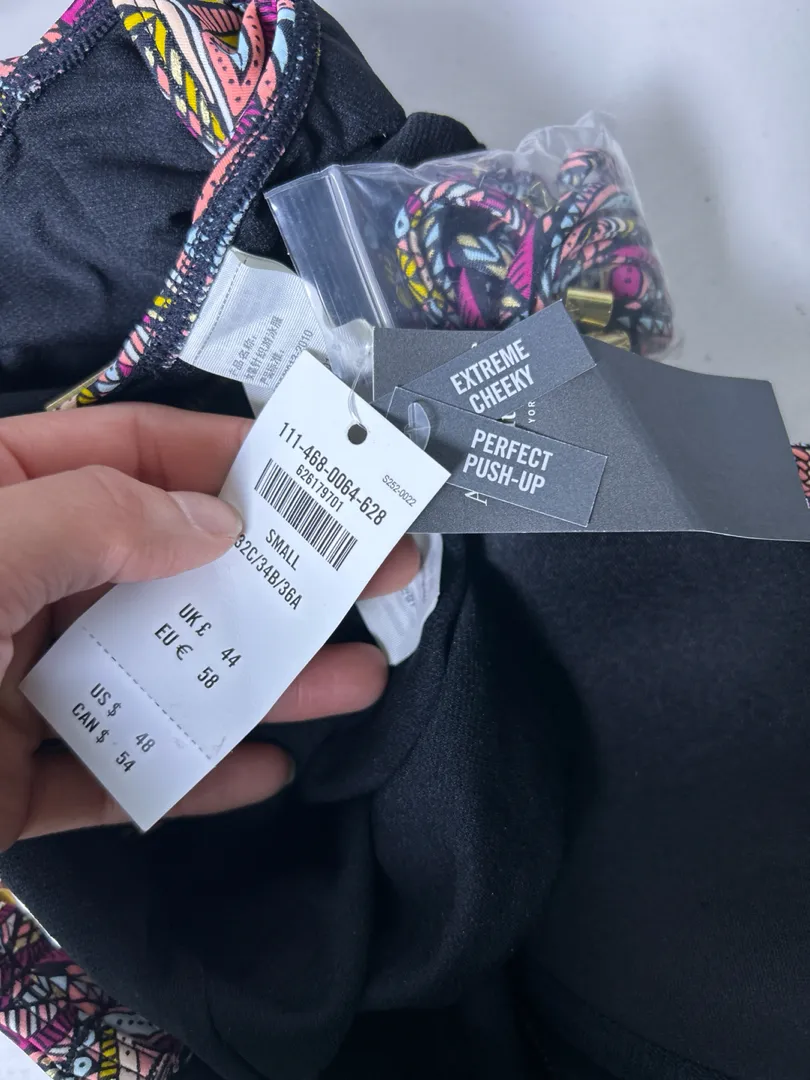 EXTREME
CHEEKY
YOR
PERFECT
PUSH-UP
111-468-0064-628
626179701
S252-0022
SMALL
32C/34B/36A
UK £ 44
EU € 58
US $ 48
CAN $ 54